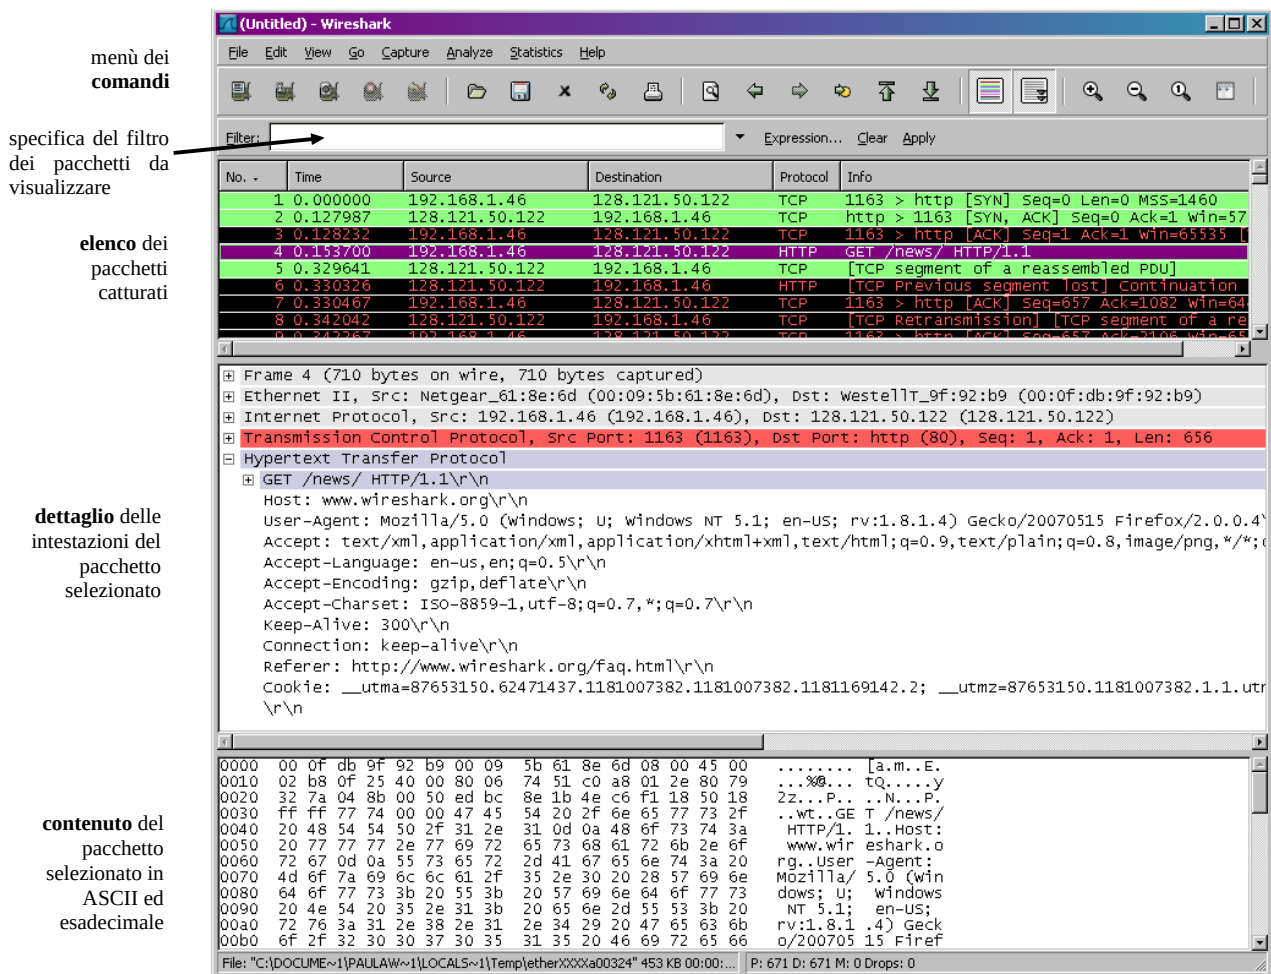 (Untitled) - Wireshark
File Edit View Go Capture Analyze Statistics Help
menù dei
comandi
specifica del filtro
dei pacchetti da
visualizzare
Filter: Expression... Clear Apply
No. Time Source Destination Protocol Info
1 0.000000 192.168.1.46 128.121.50.122 TCP 1163 > http [SYN] Seq=0 Len=0 MSS=1460
2 0.127987 128.121.50.122 192.168.1.46 TCP http > 1163 [SYN, ACK] Seq=0 Ack=1 Win=57
3 0.128232 192.168.1.46 128.121.50.122 TCP 1163 > http [ACK] Seq=1 Ack=1 Win=65535 [
4 0.153700 192.168.1.46 128.121.50.122 HTTP GET /news/ HTTP/1.1
5 0.329641 128.121.50.122 192.168.1.46 TCP [TCP segment of a reassembled PDU]
6 0.330326 128.121.50.122 192.168.1.46 HTTP [TCP Previous segment lost] Continuation
7 0.330467 192.168.1.46 128.121.50.122 TCP 1163 > http [ACK] Seq=657 Ack=1082 Win=64
8 0.342042 128.121.50.122 192.168.1.46 TCP [TCP Retransmission] [TCP segment of a re
9 0.342267 192.168.1.46 128.121.50.122 TCP 1163 > http [ACK] Seq=657 Ack=2106 Win=65
elenco dei
pacchetti
catturati
Frame 4 (710 bytes on wire, 710 bytes captured)
Ethernet II, Src: Netgear_61:8e:6d (00:09:5b:61:8e:6d), Dst: WestellT_9f:92:b9 (00:0f:db:9f:92:b9)
Internet Protocol, Src: 192.168.1.46 (192.168.1.46), Dst: 128.121.50.122 (128.121.50.122)
Transmission Control Protocol, Src Port: 1163 (1163), Dst Port: http (80), Seq: 1, Ack: 1, Len: 656
Hypertext Transfer Protocol
GET /news/ HTTP/1.1\r\n
Host: www.wireshark.org\r\n
User-Agent: Mozilla/5.0 (Windows; U; Windows NT 5.1; en-US; rv:1.8.1.4) Gecko/20070515 Firefox/2.0.0.4\
Accept: text/xml,application/xml,application/xhtml+xml,text/html;q=0.9,text/plain;q=0.8,image/png,*/*;q
Accept-Language: en-us,en;q=0.5\r\n
Accept-Encoding: gzip,deflate\r\n
Accept-Charset: ISO-8859-1,utf-8;q=0.7,*;q=0.7\r\n
Keep-Alive: 300\r\n
Connection: keep-alive\r\n
Referer: http://www.wireshark.org/faq.html\r\n
Cookie: __utma=87653150.62471437.1181007382.1181007382.1181169142.2; __utmz=87653150.1181007382.1.1.utm
\r\n
dettaglio delle
intestazioni del
pacchetto
selezionato
0000 00 0f db 9f 92 b9 00 09 5b 61 8e 6d 08 00 45 00 ........ [a.m..E.
0010 02 b8 0f 25 40 00 80 06 74 51 c0 a8 01 2e 80 79 ...%@... tQ.....y
0020 32 7a 04 8b 00 50 ed bc 8e 1b 4e c6 f1 18 50 18 2z...P.. ..N...P.
0030 ff ff 77 74 00 00 47 45 54 20 2f 6e 65 77 73 2f ..wt..GE T /news/
0040 20 48 54 54 50 2f 31 2e 31 0d 0a 48 6f 73 74 3a HTTP/1. 1..Host:
0050 20 77 77 77 2e 77 69 72 65 73 68 61 72 6b 2e 6f www.wir eshark.o
0060 72 67 0d 0a 55 73 65 72 2d 41 67 65 6e 74 3a 20 rg..User -Agent:
0070 4d 6f 7a 69 6c 6c 61 2f 35 2e 30 20 28 57 69 6e Mozilla/ 5.0 (Win
0080 64 6f 77 73 3b 20 55 3b 20 57 69 6e 64 6f 77 73 dows; U; Windows
0090 20 4e 54 20 35 2e 31 3b 20 65 6e 2d 55 53 3b 20 NT 5.1; en-US;
00a0 72 76 3a 31 2e 38 2e 31 2e 34 29 20 47 65 63 6b rv:1.8.1 .4) Geck
00b0 6f 2f 32 30 30 37 30 35 31 35 20 46 69 72 65 66 o/200705 15 Firef
contenuto del
pacchetto
selezionato in
ASCII ed
esadecimale
File: "C:\DOCUME~1\PAULAW~1\LOCALS~1\Temp\etherXXXXa00324" 453 KB 00:00:... P: 671 D: 671 M: 0 Drops: 0